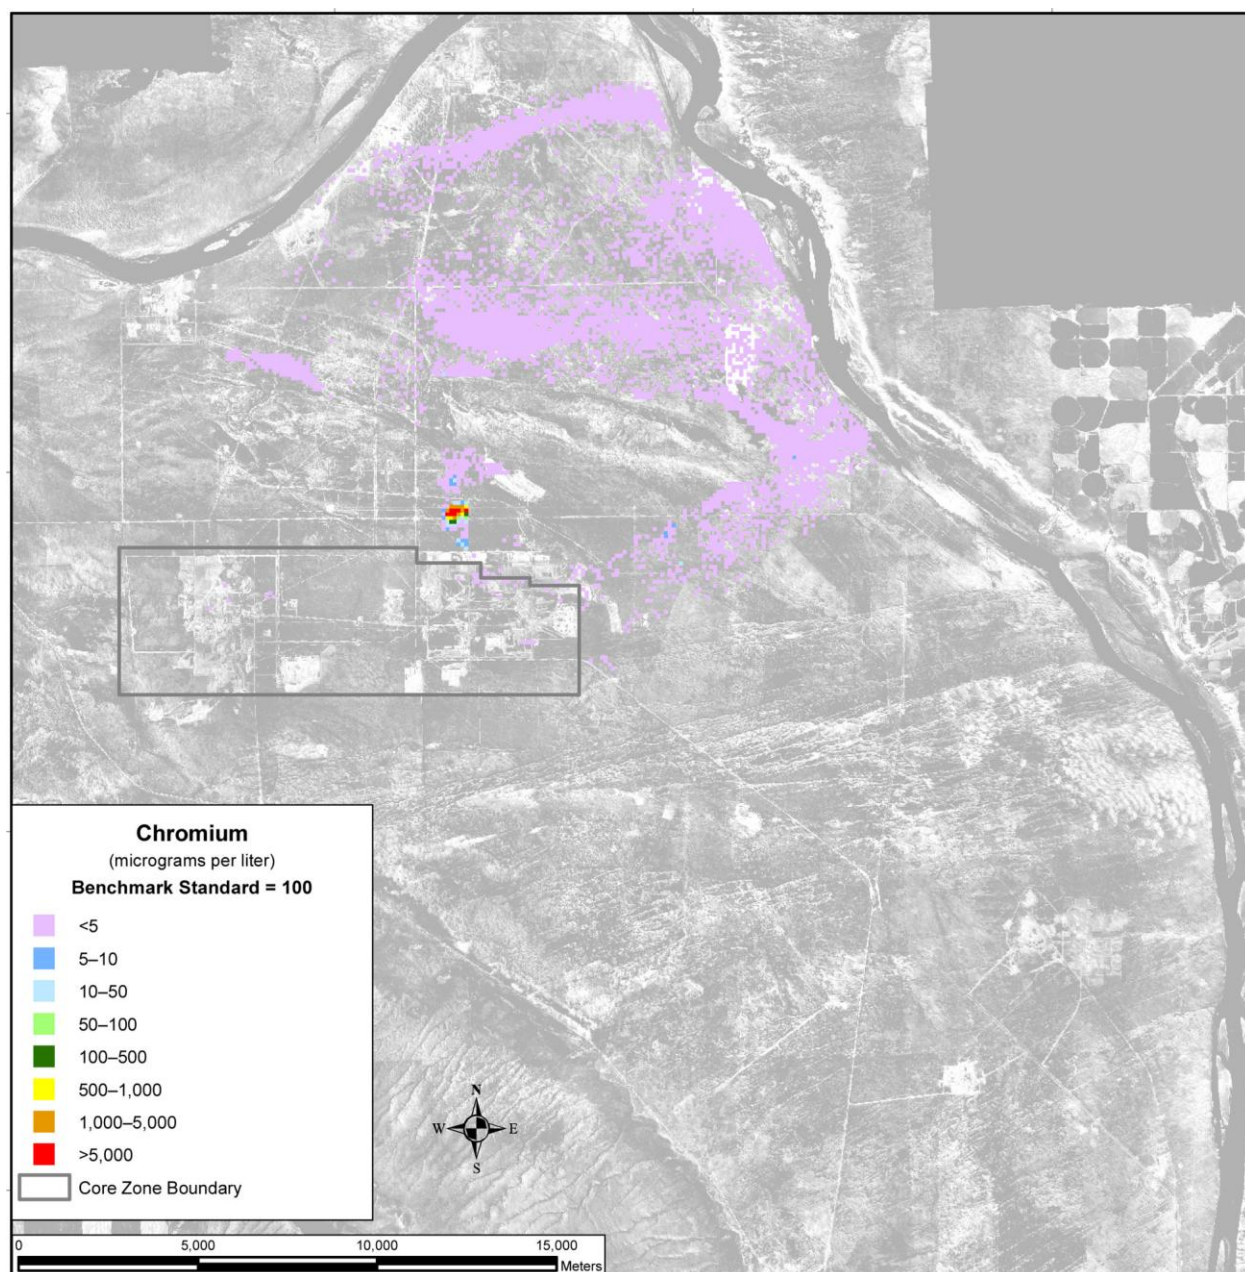 Chromium
(micrograms per liter)
Benchmark Standard = 100
<5
5–10
10–50
50–100
100–500
500–1,000
1,000–5,000
>5,000
Core Zone Boundary
N
W E
S
0 5,000 10,000 15,000
Meters